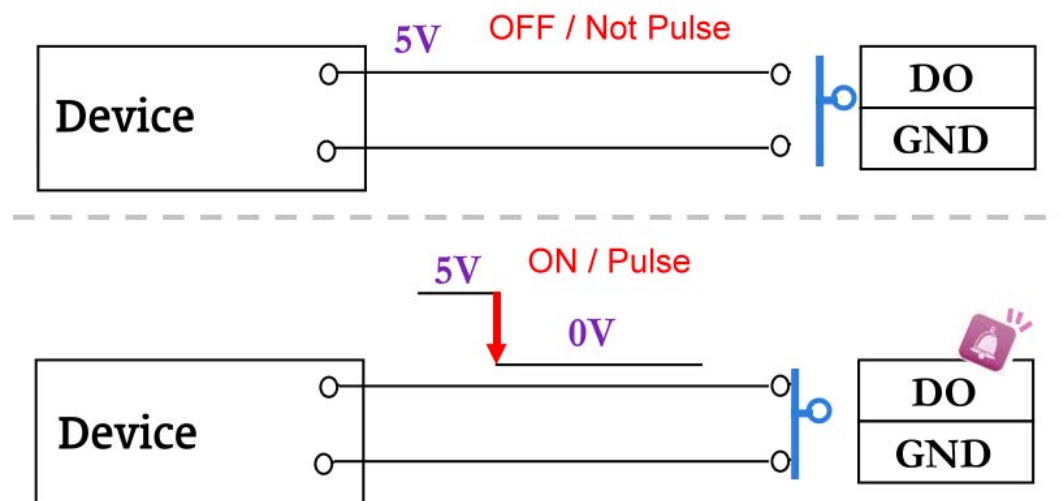 5V OFF / Not Pulse
Device
DO
GND
5V ON / Pulse
0V
Device
DO
GND